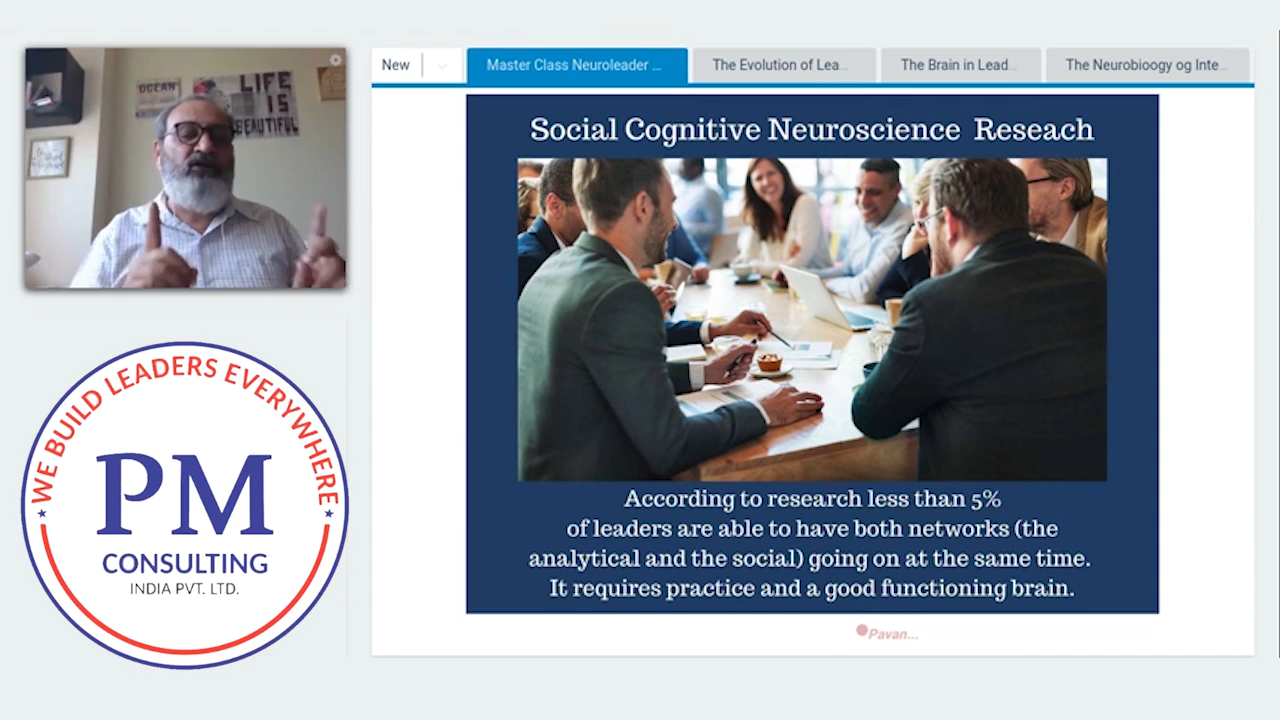 OCEAN
LIFE
IS
BEAUTIFUL
WE BUILD LEADERS EVERYWHERE
PM
CONSULTING
INDIA PVT. LTD.
New
Master Class Neuroleader ...
The Evolution of Lea...
The Brain in Lead...
The Neurobioogy og Inte...
Social Cognitive Neuroscience Reseach
According to research less than 5%
of leaders are able to have both networks (the
analytical and the social) going on at the same time.
It requires practice and a good functioning brain.
Pavan...